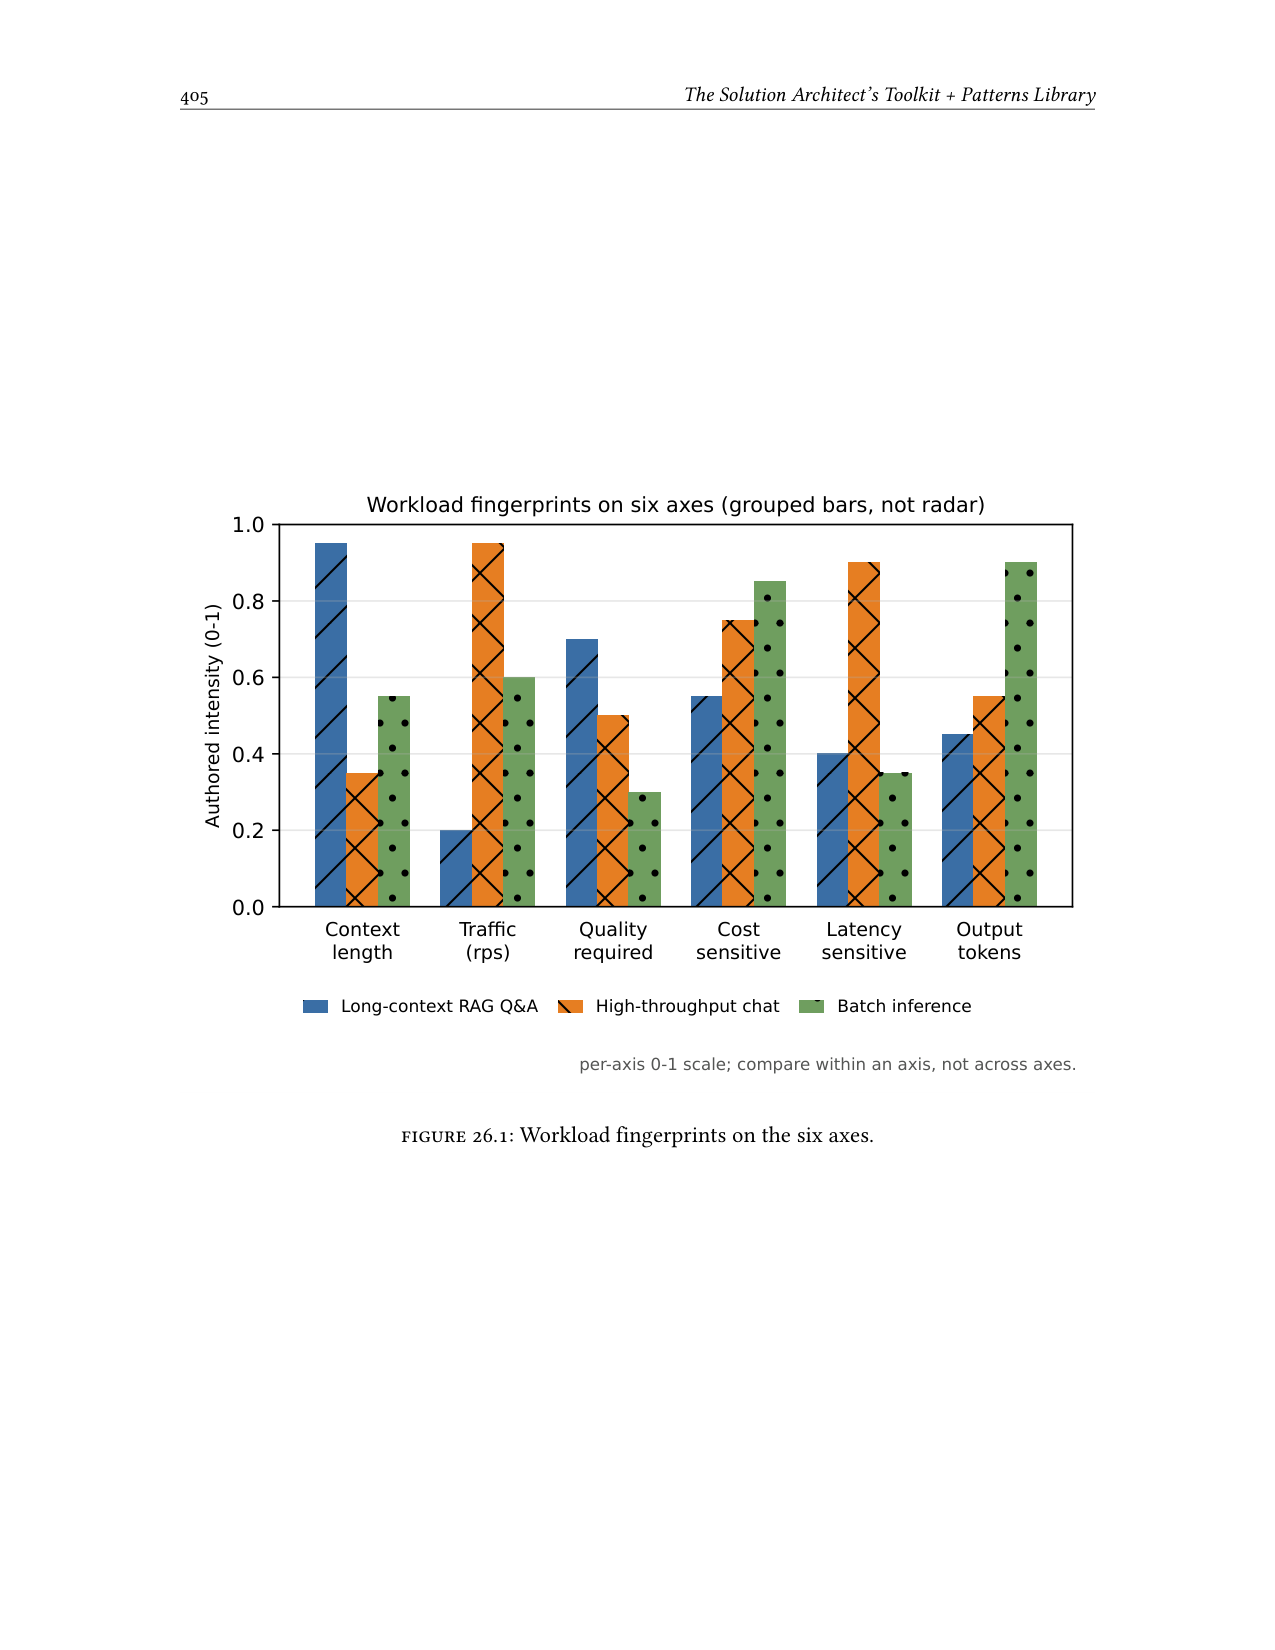 405
The Solution Architect's Toolkit + Patterns Library
Workload fingerprints on six axes (grouped bars, not radar)
1.0
0.8
0.6
0.4
0.2
0.0
Authored intensity (0-1)
Context length
Traffic (rps)
Quality required
Cost sensitive
Latency sensitive
Output tokens
Long-context RAG Q&A
High-throughput chat
Batch inference
per-axis 0-1 scale; compare within an axis, not across axes.
FIGURE 26.1: Workload fingerprints on the six axes.